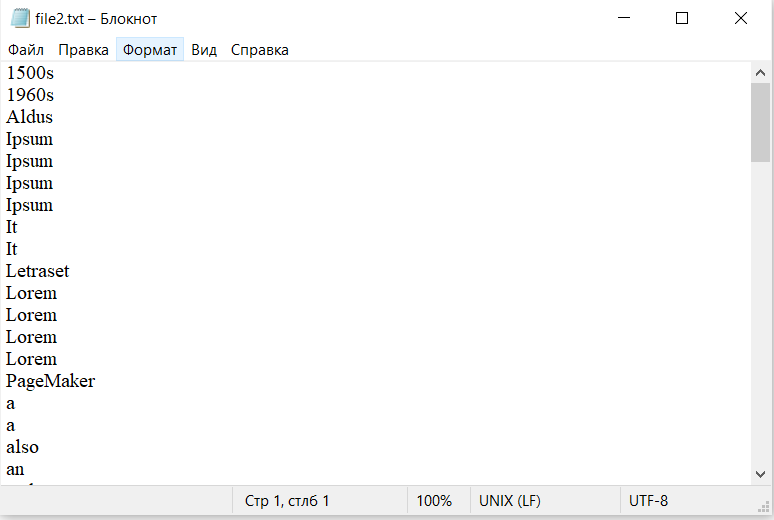 file2.txt – Блокнот
Файл Правка Формат Вид Справка
1500s
1960s
Aldus
Ipsum
Ipsum
Ipsum
Ipsum
It
It
Letraset
Lorem
Lorem
Lorem
Lorem
PageMaker
a
a
also
an
Стр 1, стлб 1 100% UNIX (LF) UTF-8